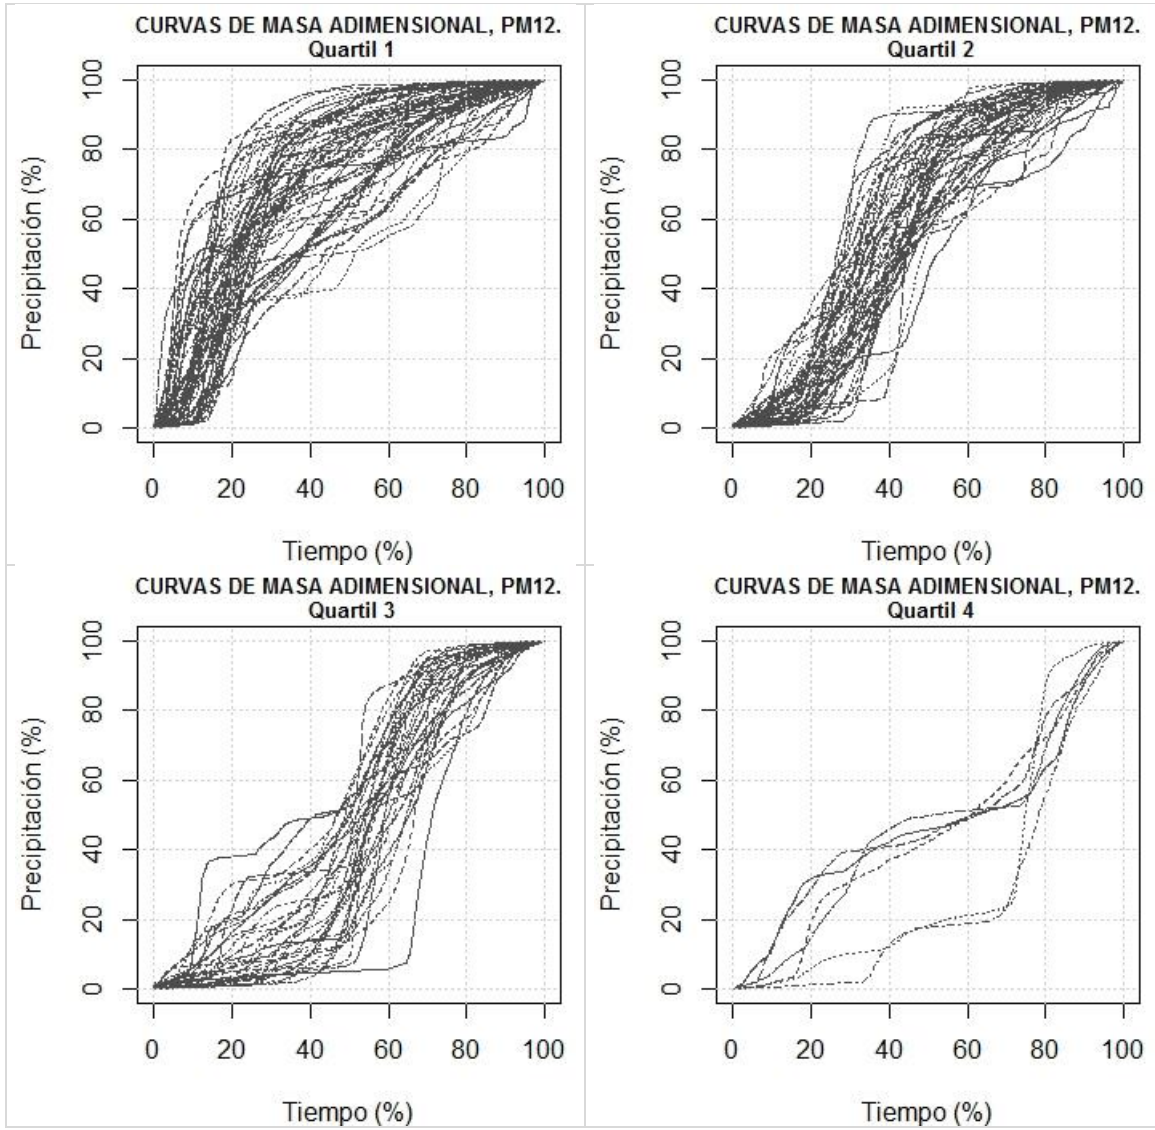 CURVAS DE MASA ADIMENSIONAL, PM12.
Quartil 1
100
80
60
40
20
0
Precipitación (%)
0 20 40 60 80 100
Tiempo (%)
CURVAS DE MASA ADIMENSIONAL, PM12.
Quartil 2
100
80
60
40
20
0
Precipitación (%)
0 20 40 60 80 100
Tiempo (%)
CURVAS DE MASA ADIMENSIONAL, PM12.
Quartil 3
100
80
60
40
20
0
Precipitación (%)
0 20 40 60 80 100
Tiempo (%)
CURVAS DE MASA ADIMENSIONAL, PM12.
Quartil 4
100
80
60
40
20
0
Precipitación (%)
0 20 40 60 80 100
Tiempo (%)